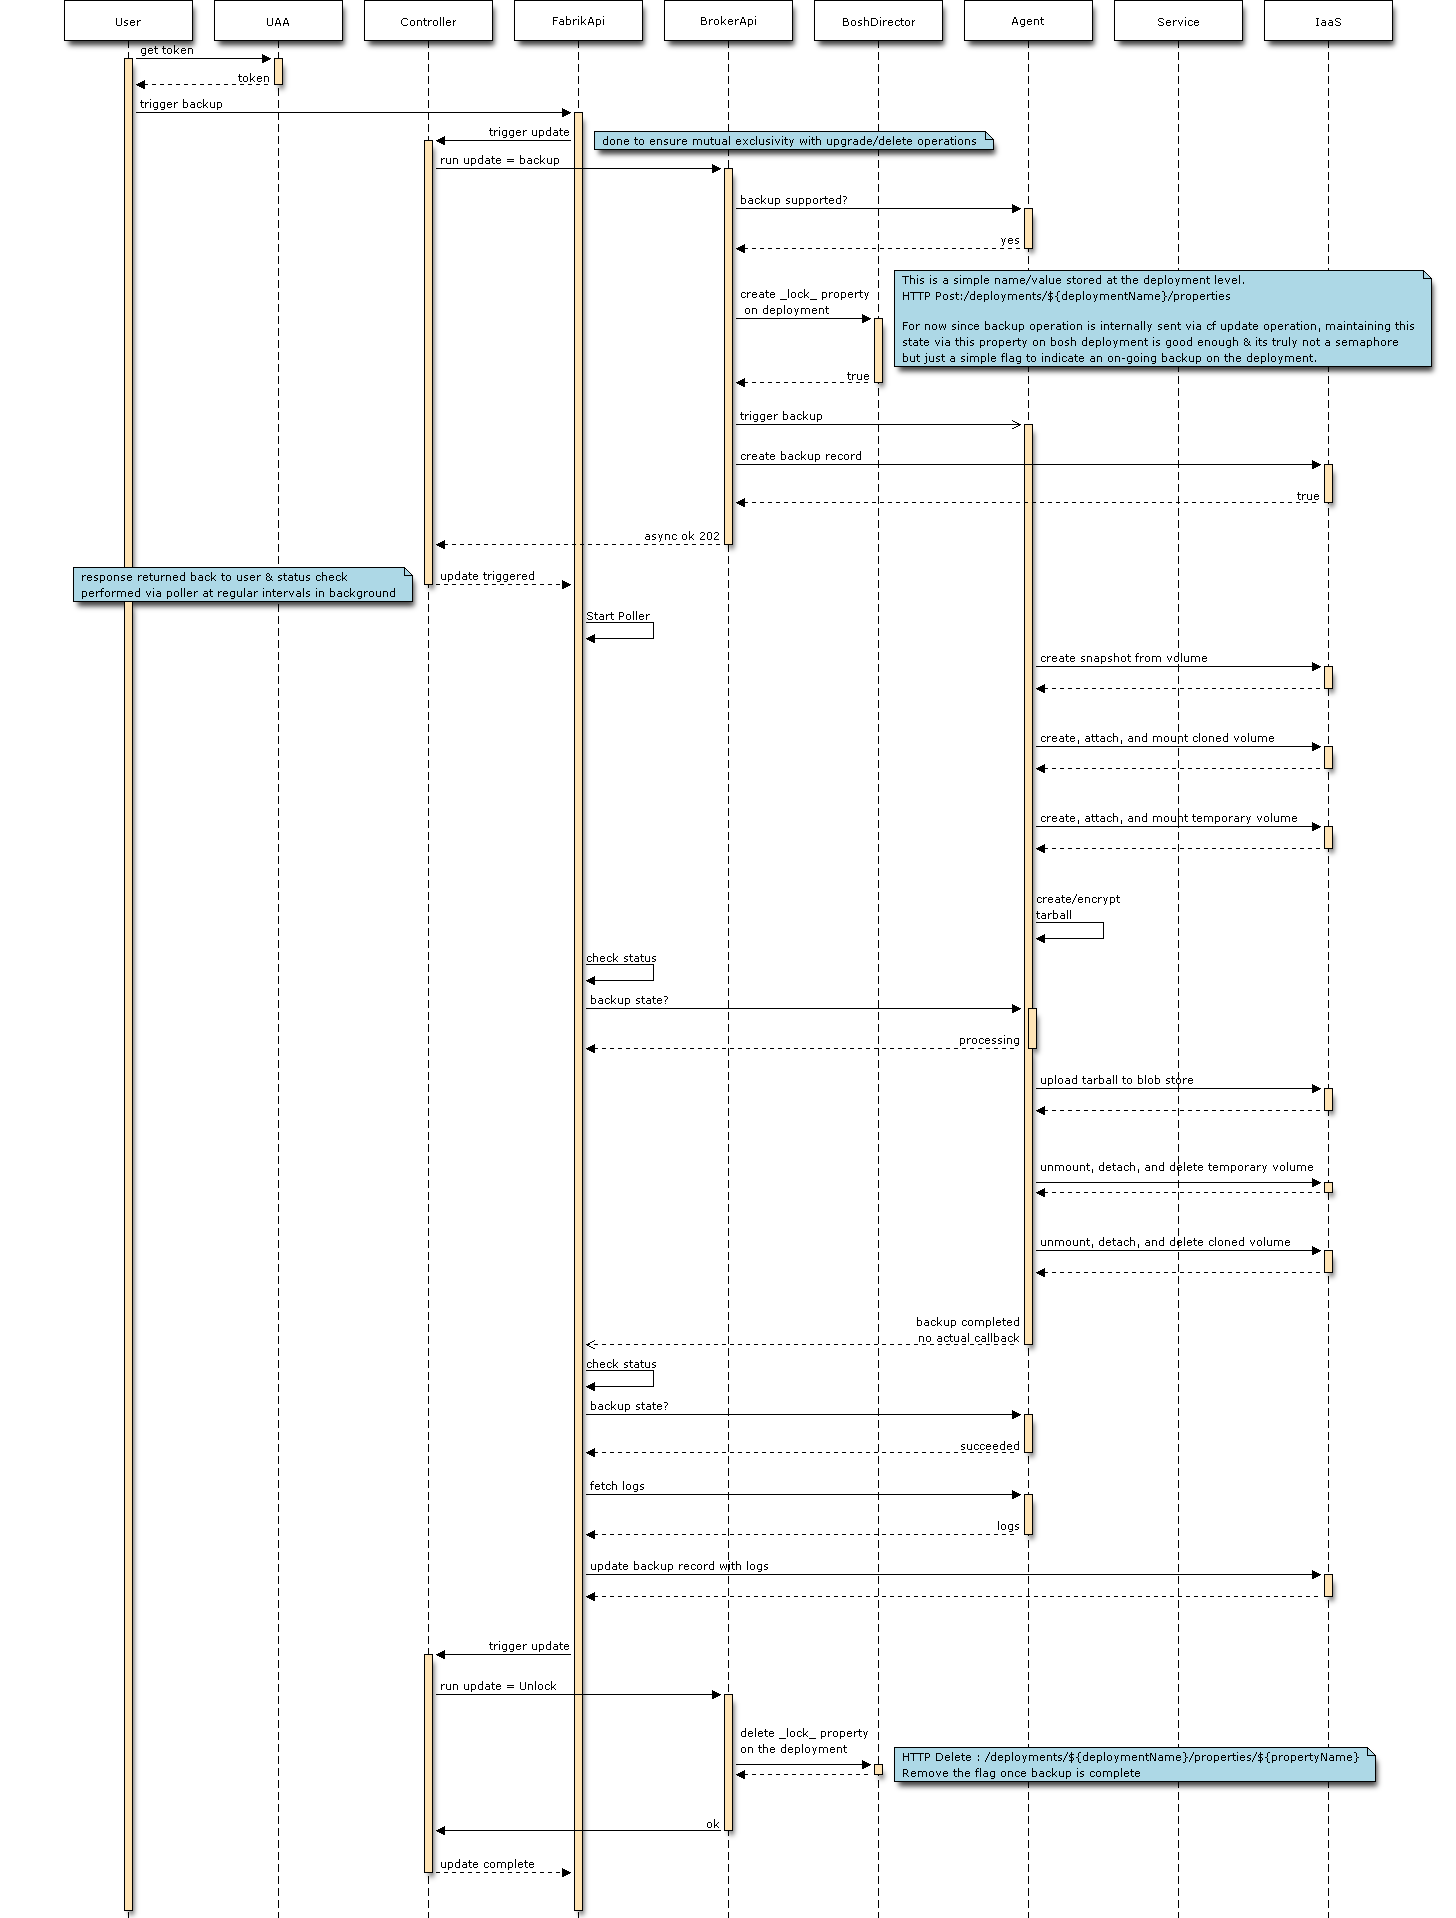 User
UAA
Controller
FabrikApi
BrokerApi
BoshDirector
Agent
Service
IaaS
get token
token
trigger backup
trigger update
done to ensure mutual exclusivity with upgrade/delete operations
run update = backup
backup supported?
yes
This is a simple name/value stored at the deployment level.
HTTP Post:/deployments/${deploymentName}/properties
For now since backup operation is internally sent via cf update operation, maintaining this
state via this property on bosh deployment is good enough & its truly not a semaphore
but just a simple flag to indicate an on-going backup on the deployment.
create _lock_ property
on deployment
true
trigger backup
create backup record
true
async ok 202
response returned back to user & status check
performed via poller at regular intervals in background
update triggered
Start Poller
create snapshot from volume
create, attach, and mount cloned volume
create, attach, and mount temporary volume
create/encrypt
tarball
check status
backup state?
processing
upload tarball to blob store
unmount, detach, and delete temporary volume
unmount, detach, and delete cloned volume
backup completed
no actual callback
check status
backup state?
succeeded
fetch logs
logs
update backup record with logs
trigger update
run update = Unlock
delete _lock_ property
on the deployment
HTTP Delete : /deployments/${deploymentName}/properties/${propertyName}
Remove the flag once backup is complete
ok
update complete